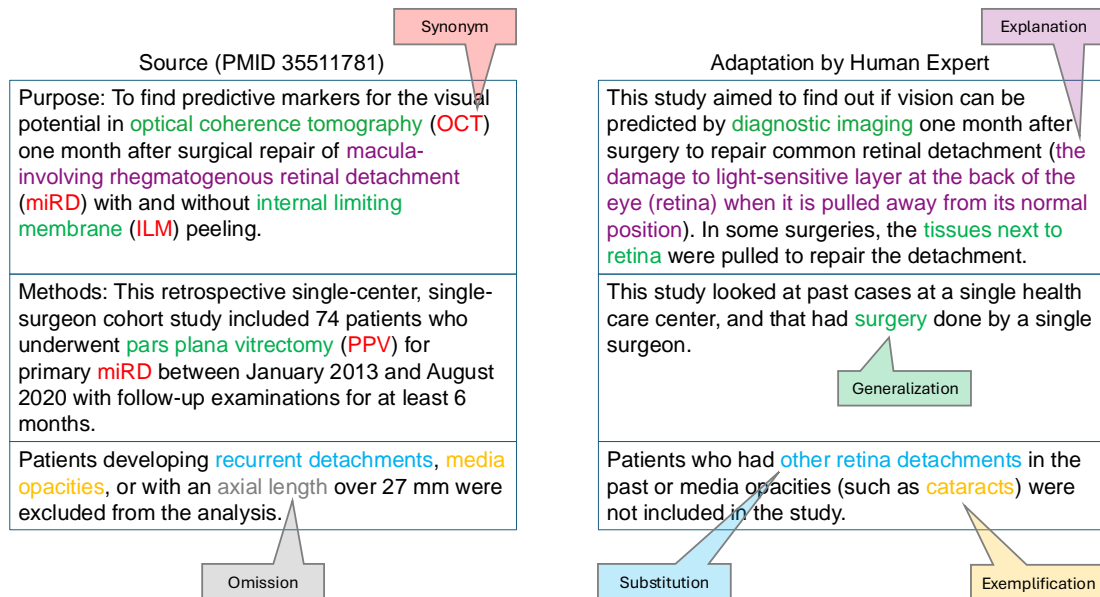 Synonym
Explanation
Source (PMID 35511781)
Adaptation by Human Expert
Purpose: To find predictive markers for the visual
potential in optical coherence tomography (OCT)
one month after surgical repair of macula-
involving rhegmatogenous retinal detachment
(miRD) with and without internal limiting
membrane (ILM) peeling.
This study aimed to find out if vision can be
predicted by diagnostic imaging one month after
surgery to repair common retinal detachment (the
damage to light-sensitive layer at the back of the
eye (retina) when it is pulled away from its normal
position). In some surgeries, the tissues next to
retina were pulled to repair the detachment.
Methods: This retrospective single-center, single-
surgeon cohort study included 74 patients who
underwent pars plana vitrectomy (PPV) for
primary miRD between January 2013 and August
2020 with follow-up examinations for at least 6
months.
This study looked at past cases at a single health
care center, and that had surgery done by a single
surgeon.
Generalization
Patients developing recurrent detachments, media
opacities, or with an axial length over 27 mm were
excluded from the analysis.
Patients who had other retina detachments in the
past or media opacities (such as cataracts) were
not included in the study.
Omission
Substitution
Exemplification